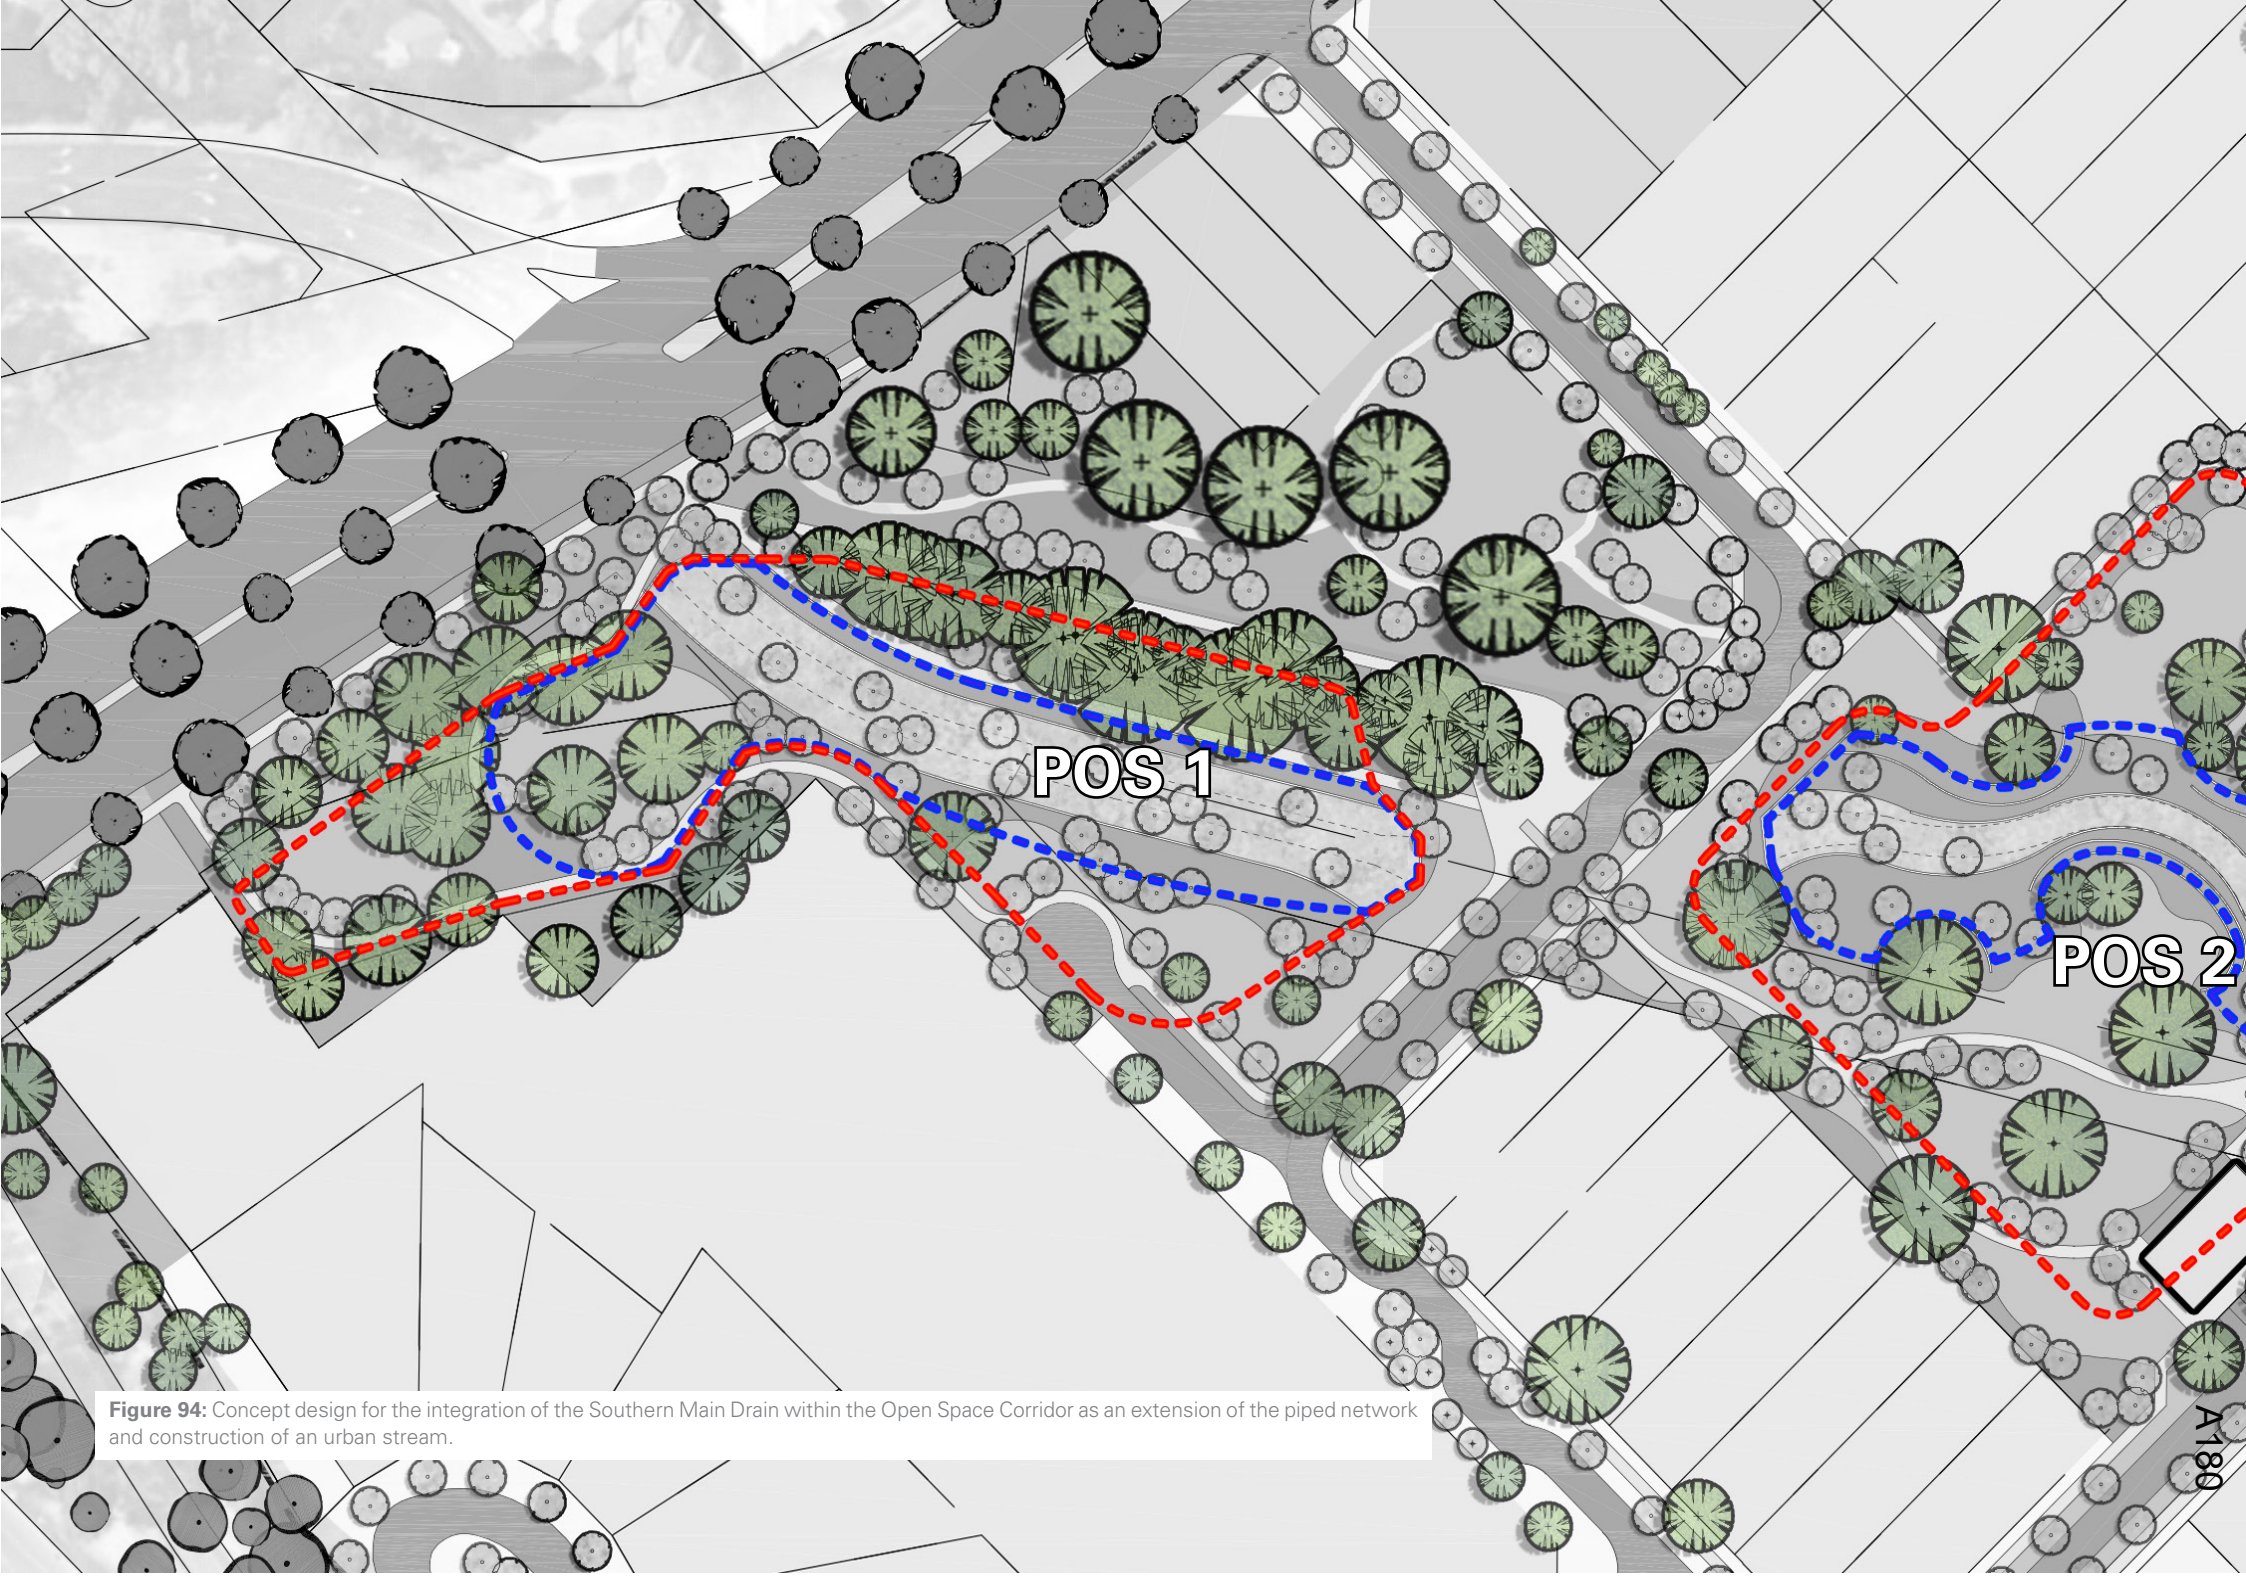 POS 1
POS 2
Figure 94: Concept design for the integration of the Southern Main Drain within the Open Space Corridor as an extension of the piped network
and construction of an urban stream.
A180